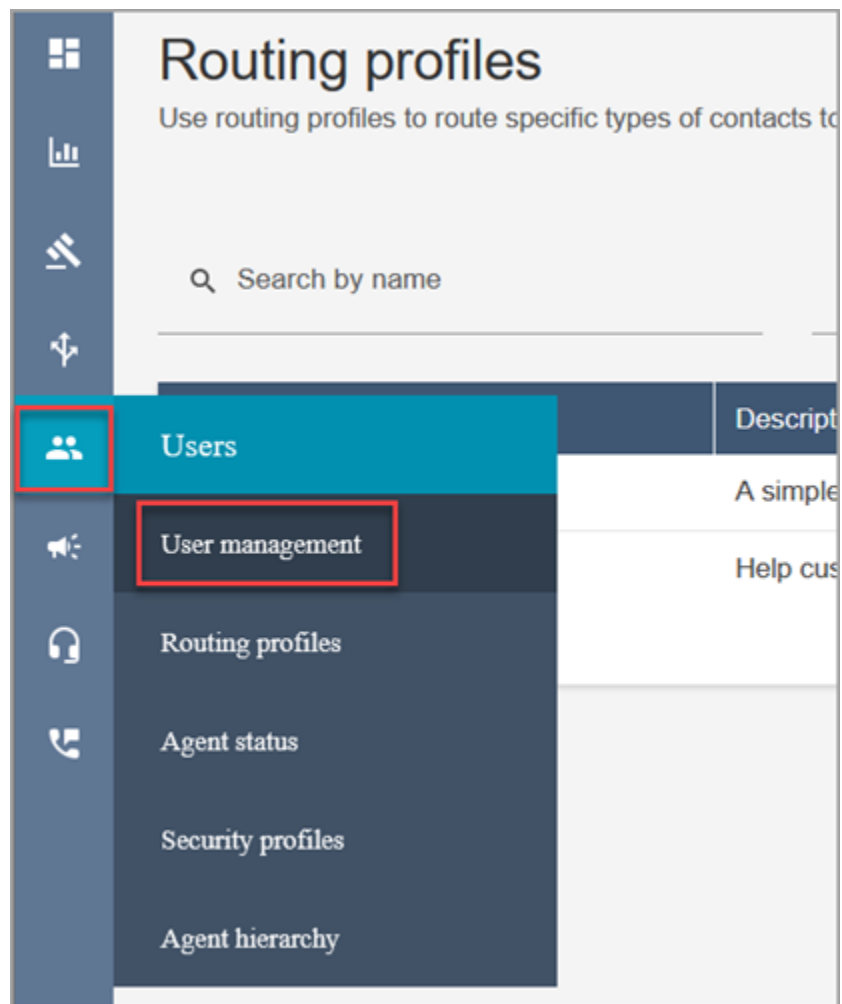 Routing profiles
Use routing profiles to route specific types of contacts
Search by name
Users
User management
Routing profiles
Agent status
Security profiles
Agent hierarchy
Descript
A simple
Help cus